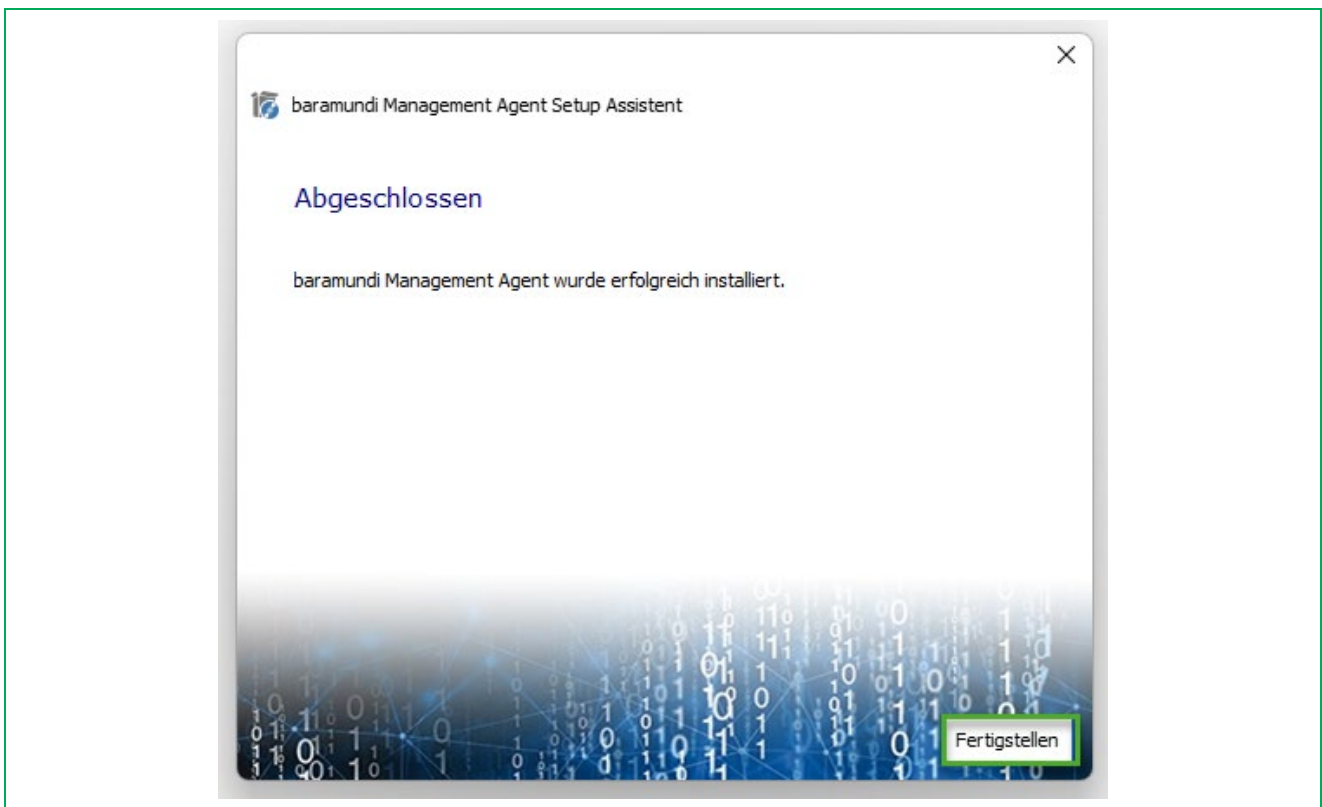 baramundi Management Agent Setup Assistent
Abgeschlossen
baramundi Management Agent wurde erfolgreich installiert.
Fertigstellen